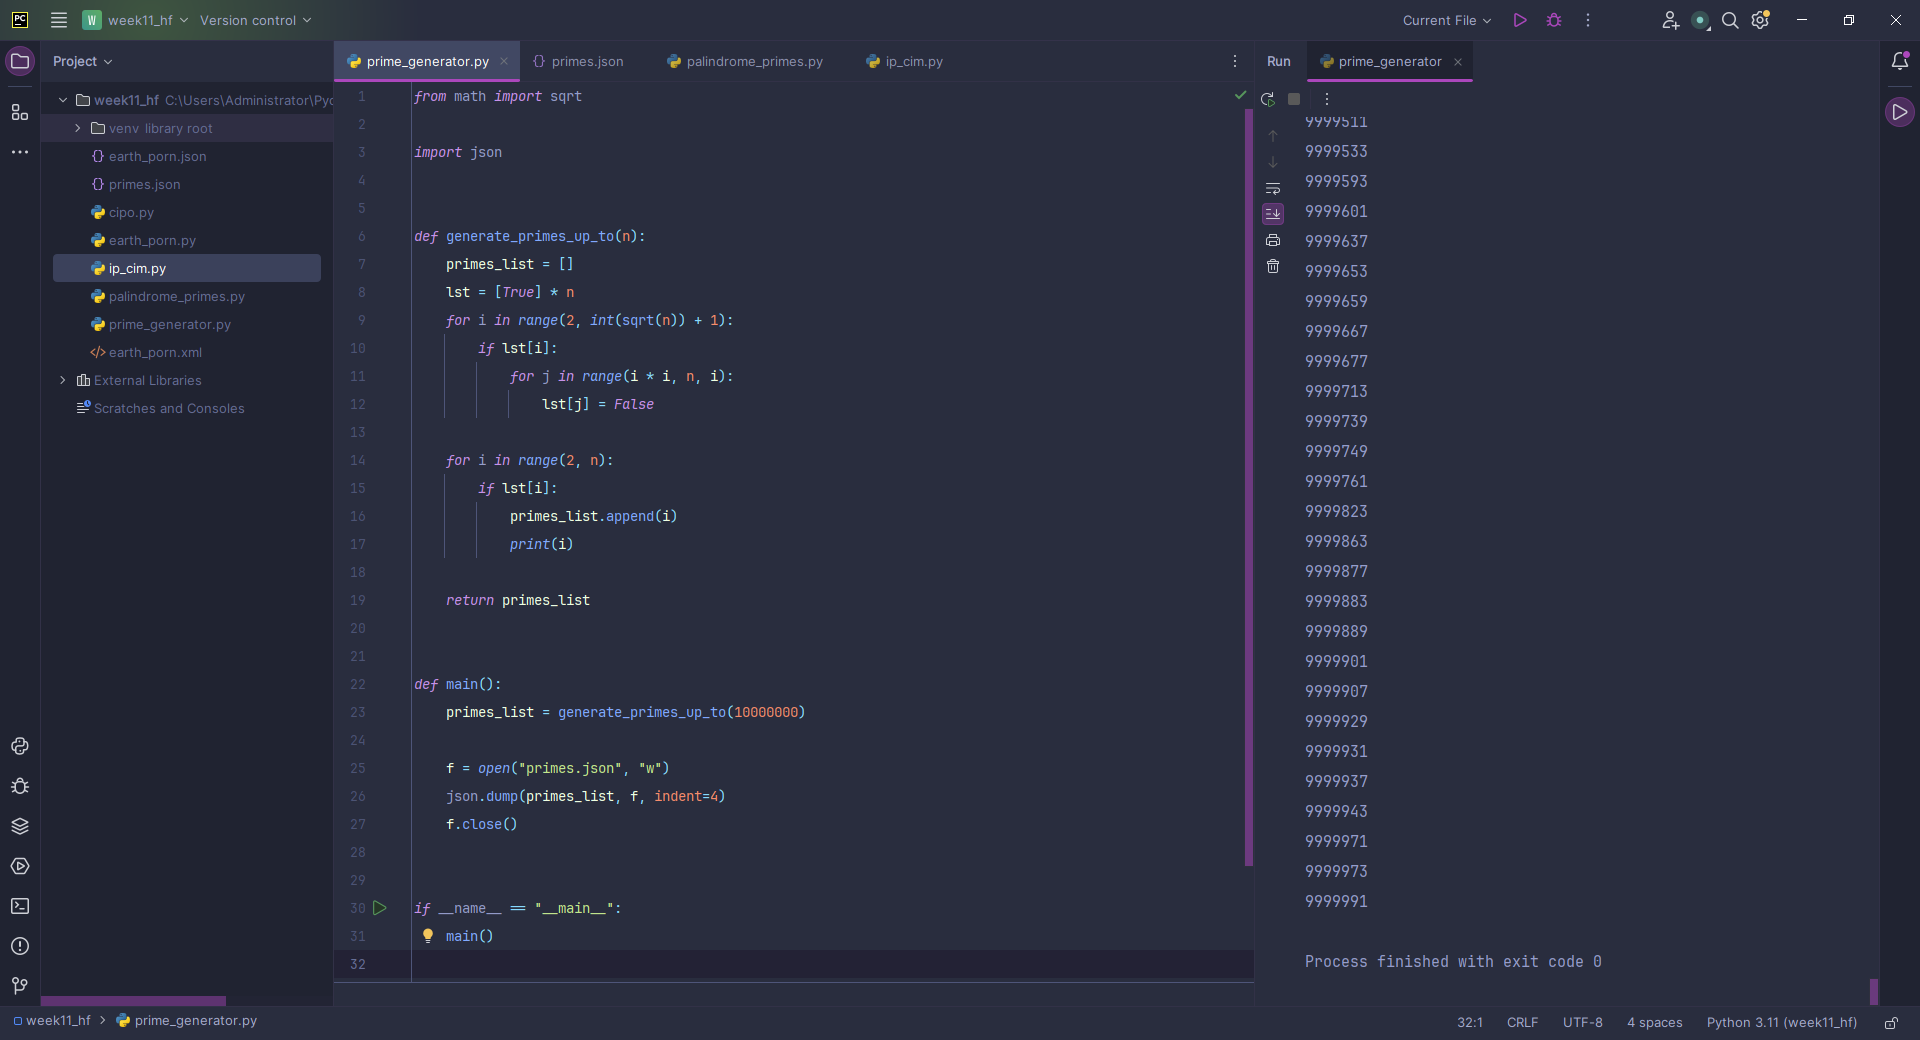 PC
W week11_hf
Version control
Current File
Project
prime_generator.py
primes.json
palindrome_primes.py
ip_cim.py
Run
prime_generator
week11_hf C:\Users\Administrator\Pyc
venv library root
earth_porn.json
primes.json
cipo.py
earth_porn.py
ip_cim.py
palindrome_primes.py
prime_generator.py
earth_porn.xml
External Libraries
Scratches and Consoles
1 from math import sqrt
2
3 import json
4
5
6 def generate_primes_up_to(n):
7     primes_list = []
8     lst = [True] * n
9     for i in range(2, int(sqrt(n)) + 1):
10         if lst[i]:
11             for j in range(i * i, n, i):
12                 lst[j] = False
13
14     for i in range(2, n):
15         if lst[i]:
16             primes_list.append(i)
17             print(i)
18
19     return primes_list
20
21
22 def main():
23     primes_list = generate_primes_up_to(10000000)
24
25     f = open("primes.json", "w")
26     json.dump(primes_list, f, indent=4)
27     f.close()
28
29
30 if __name__ == "__main__":
31     main()
32
9999511
9999533
9999593
9999601
9999637
9999653
9999659
9999667
9999677
9999713
9999739
9999749
9999761
9999823
9999863
9999877
9999883
9999889
9999901
9999907
9999929
9999931
9999937
9999943
9999971
9999973
9999991
Process finished with exit code 0
week11_hf > prime_generator.py
32:1 CRLF UTF-8 4 spaces Python 3.11 (week11_hf)